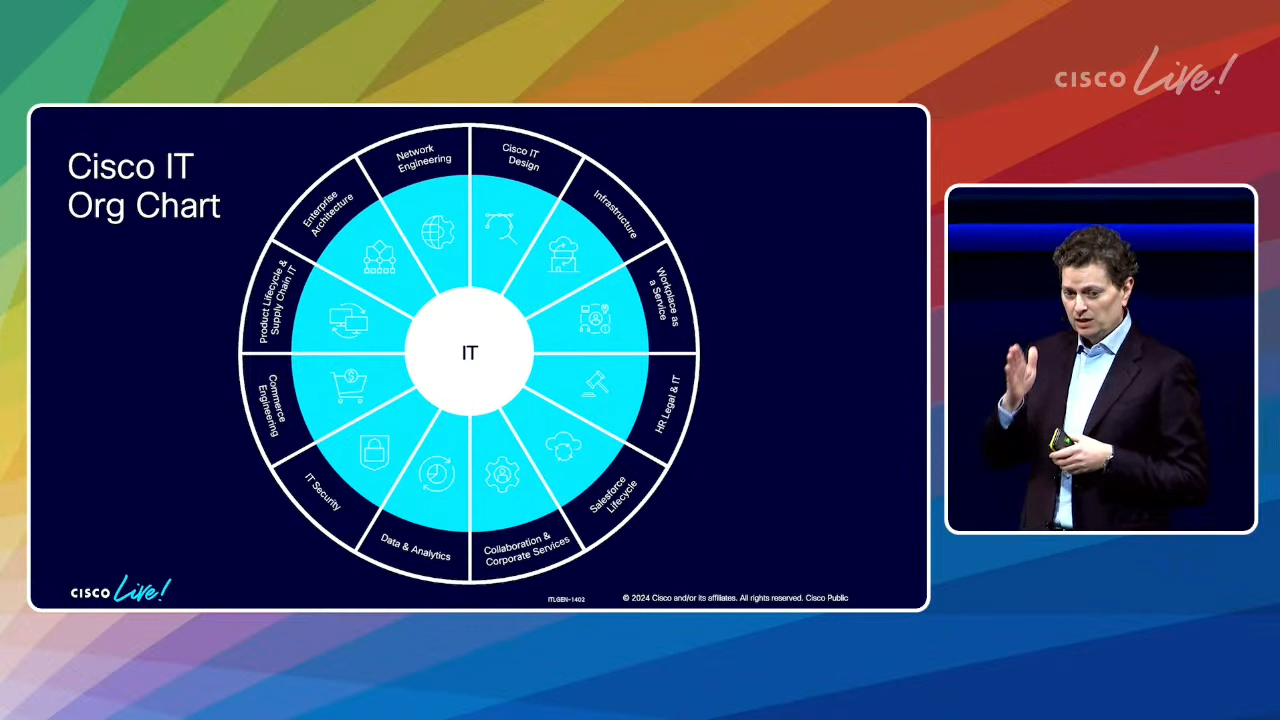 CISCO Live!
Cisco IT
Org Chart
Network
Engineering
Cisco IT
Design
Enterprise
Architecture
Infrastructure
Product Lifecycle &
Supply Chain IT
Workplace as
a Service
IT
Commerce
Engineering
HR Legal & IT
IT Security
Salesforce
Lifecycle
Data & Analytics
Collaboration &
Corporate Services
CISCO Live!
ITLGEN-1402
© 2024 Cisco and/or its affiliates. All rights reserved. Cisco Public